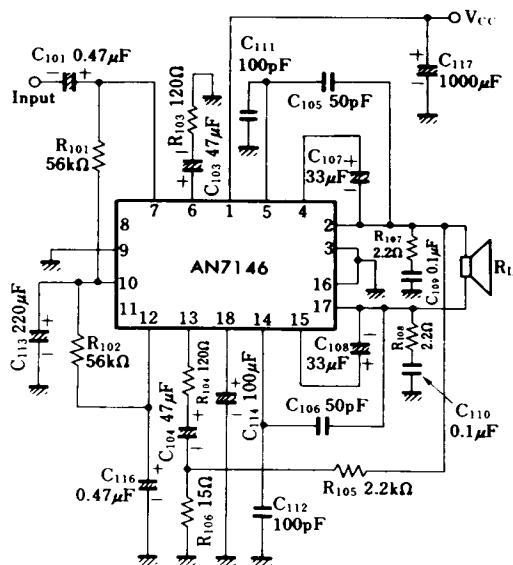 VCC
C101 0.47μF
Input
C111
100pF
C105 50pF
C117
1000μF
R103 120Ω
C103 47μF
R101
56kΩ
C107
33μF
7
6
1
5
4
8
9
10
11
AN7146
2
3
16
17
12
13
18
14
15
R107
2.2Ω
C109 0.1μF
RL
C113 220μF
R102
56kΩ
R104 120Ω
C104 47μF
C114 100μF
C108
33μF
R108
2.2Ω
C106 50pF
C110
0.1μF
C116
0.47μF
R105 2.2kΩ
R106 15Ω
C112
100pF